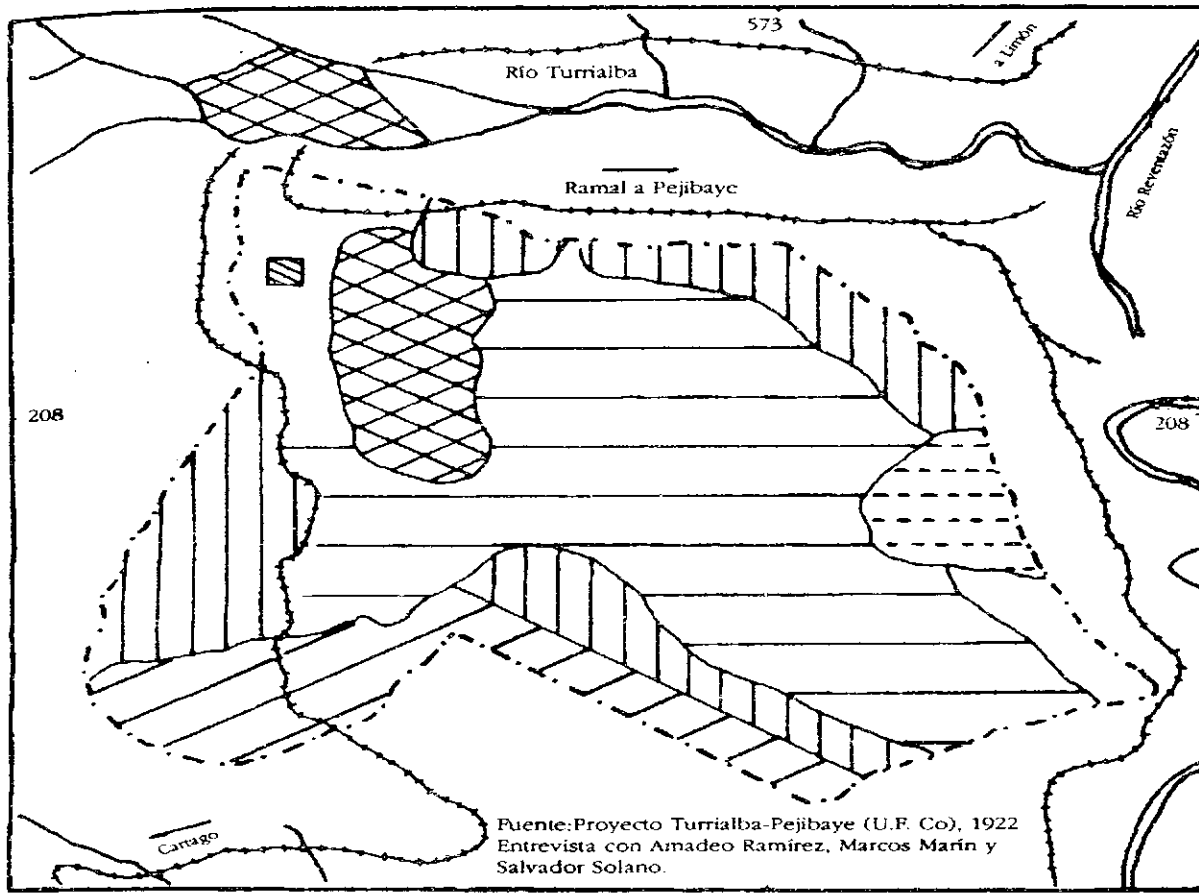 573
a Limón
Río Turrialba
Río Reventazón
Ramal a Pejibaye
208
208
Cartago
Fuente:Proyecto Turrialba-Pejibaye (U.F. Co), 1922
Entrevista con Amadeo Ramírez, Marcos Marín y
Salvador Solano.